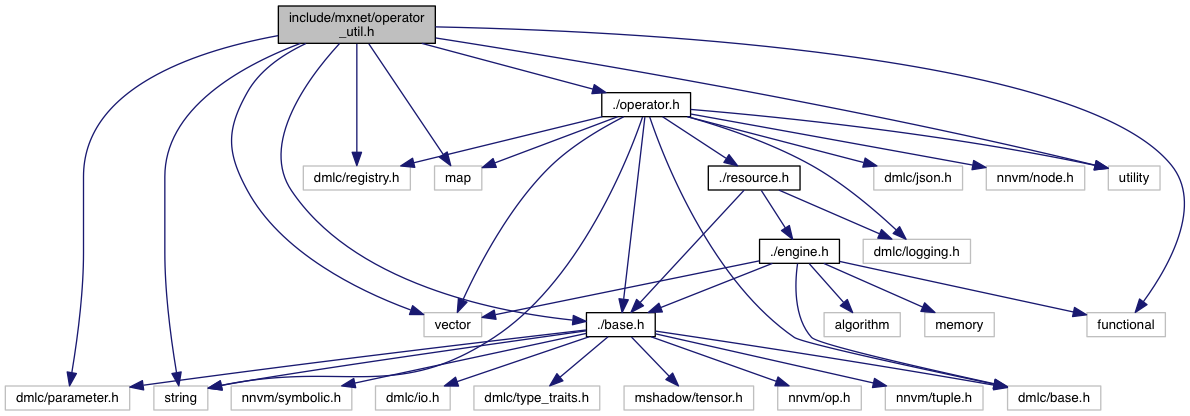 include/mxnet/operator
_util.h
./operator.h
dmlc/registry.h
map
./resource.h
dmlc/json.h
nnvm/node.h
utility
./engine.h
dmlc/logging.h
vector
./base.h
algorithm
memory
functional
dmlc/parameter.h
string
nnvm/symbolic.h
dmlc/io.h
dmlc/type_traits.h
mshadow/tensor.h
nnvm/op.h
nnvm/tuple.h
dmlc/base.h